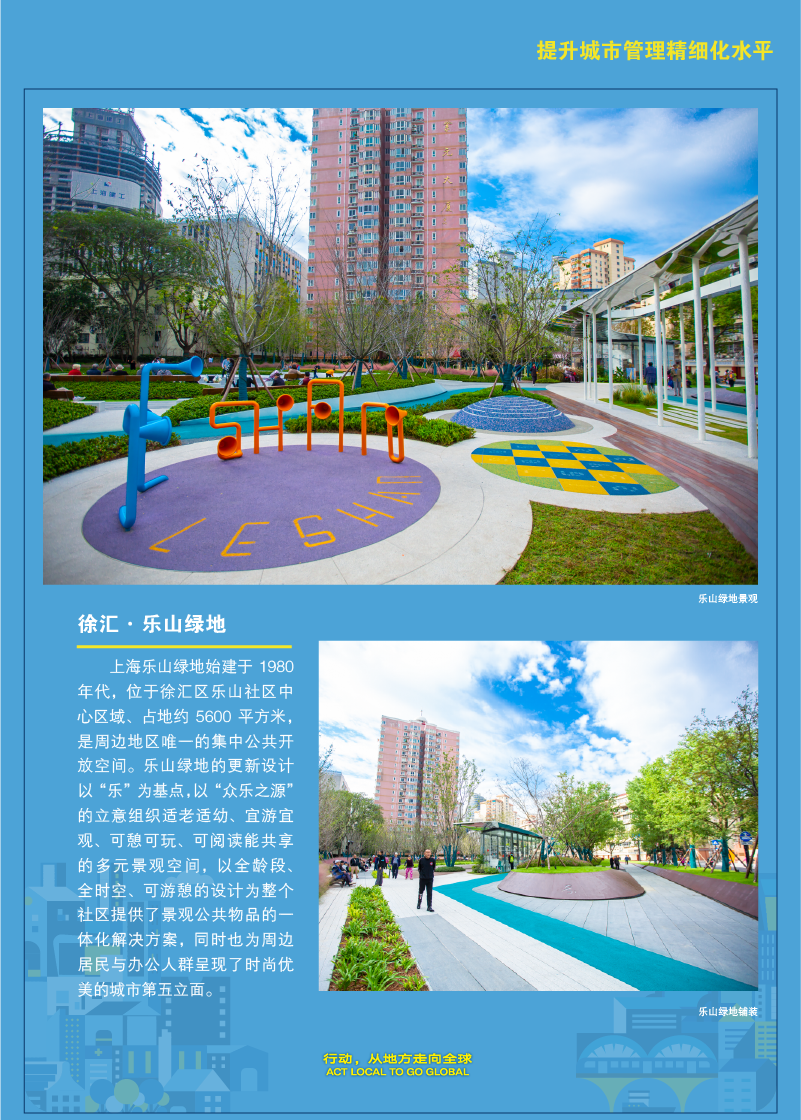 提升城市管理精细化水平
上海建工
LESHAN
乐山绿地景观
徐汇·乐山绿地
上海乐山绿地始建于 1980
年代，位于徐汇区乐山社区中
心区域、占地约 5600 平方米，
是周边地区唯一的集中公共开
放空间。乐山绿地的更新设计
以“乐”为基点，以“众乐之源”
的立意组织适老适幼、宜游宜
观、可憩可玩、可阅读能共享
的多元景观空间，以全龄段、
全时空、可游憩的设计为整个
社区提供了景观公共物品的一
体化解决方案，同时也为周边
居民与办公人群呈现了时尚优
美的城市第五立面。
乐山绿地铺装
行动，从地方走向全球
ACT LOCAL TO GO GLOBAL